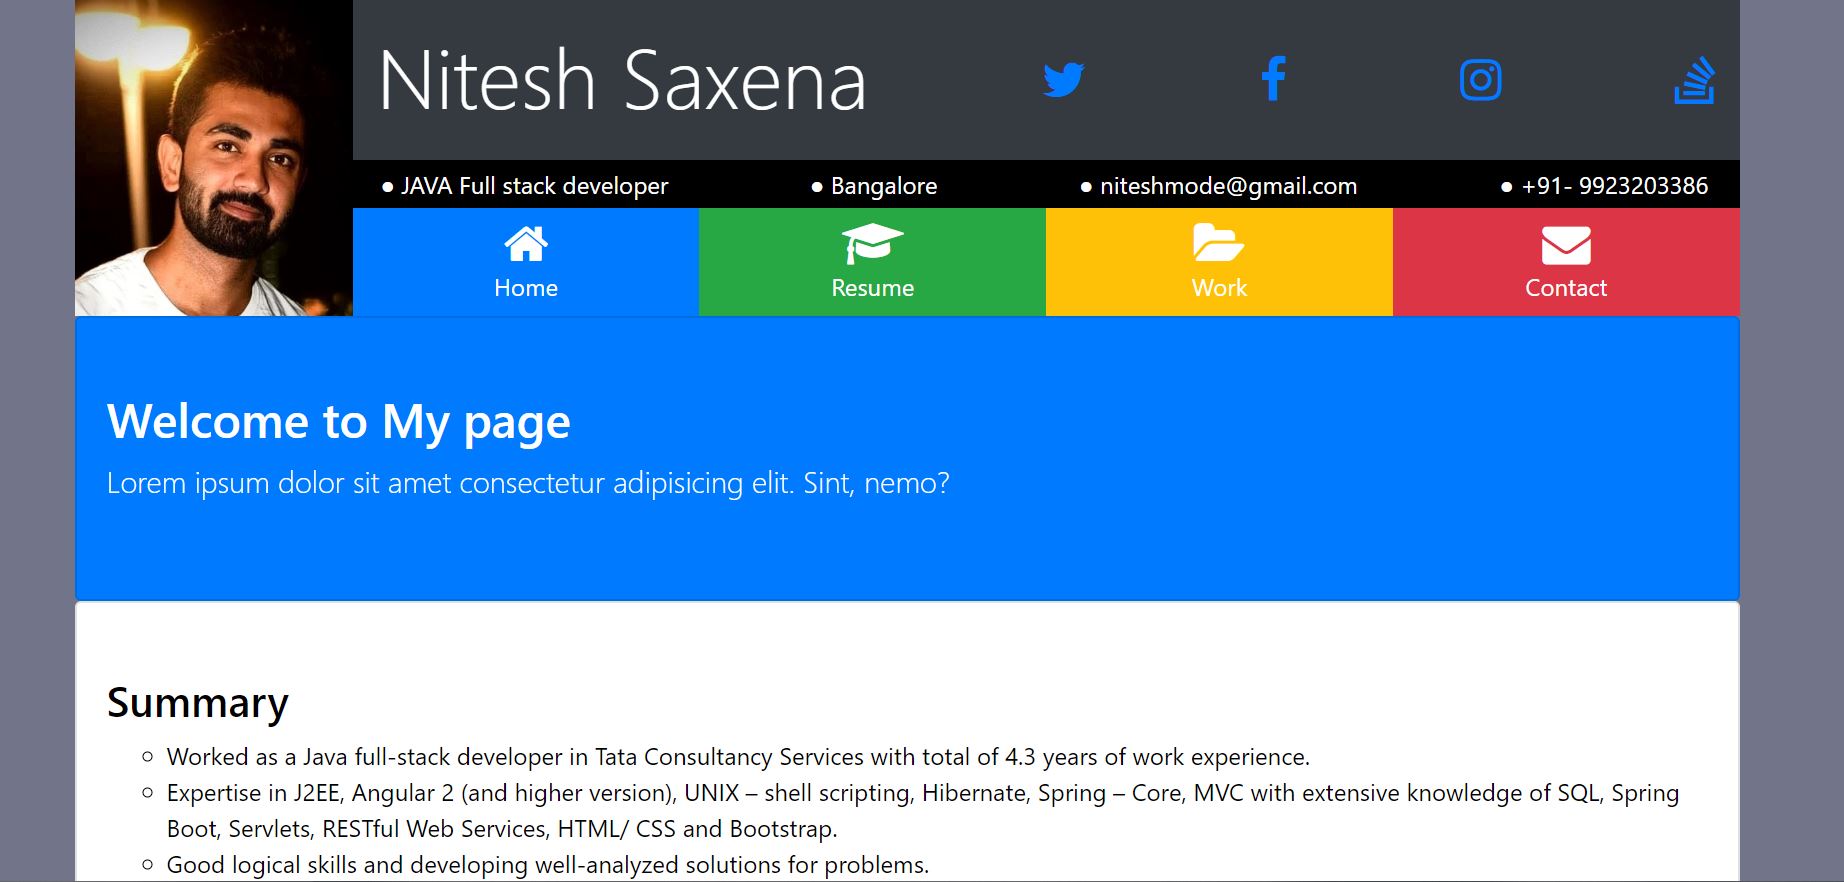 Nitesh Saxena
● JAVA Full stack developer ● Bangalore ● niteshmode@gmail.com ● +91- 9923203386
Home Resume Work Contact
Welcome to My page
Lorem ipsum dolor sit amet consectetur adipisicing elit. Sint, nemo?
Summary
○ Worked as a Java full-stack developer in Tata Consultancy Services with total of 4.3 years of work experience.
○ Expertise in J2EE, Angular 2 (and higher version), UNIX – shell scripting, Hibernate, Spring – Core, MVC with extensive knowledge of SQL, Spring
Boot, Servlets, RESTful Web Services, HTML/ CSS and Bootstrap.
○ Good logical skills and developing well-analyzed solutions for problems.